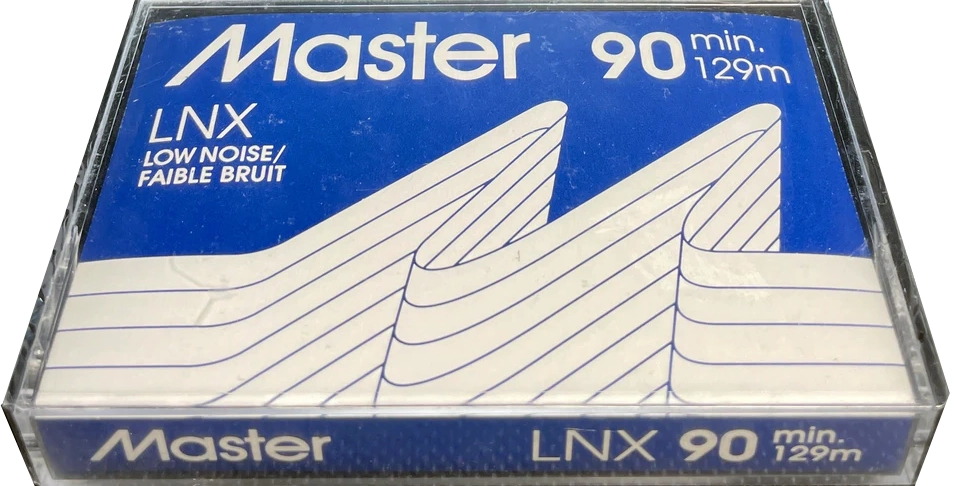 Master 90 min.
129m
LNX
LOW NOISE/
FAIBLE BRUIT
Master LNX 90 min.
129m